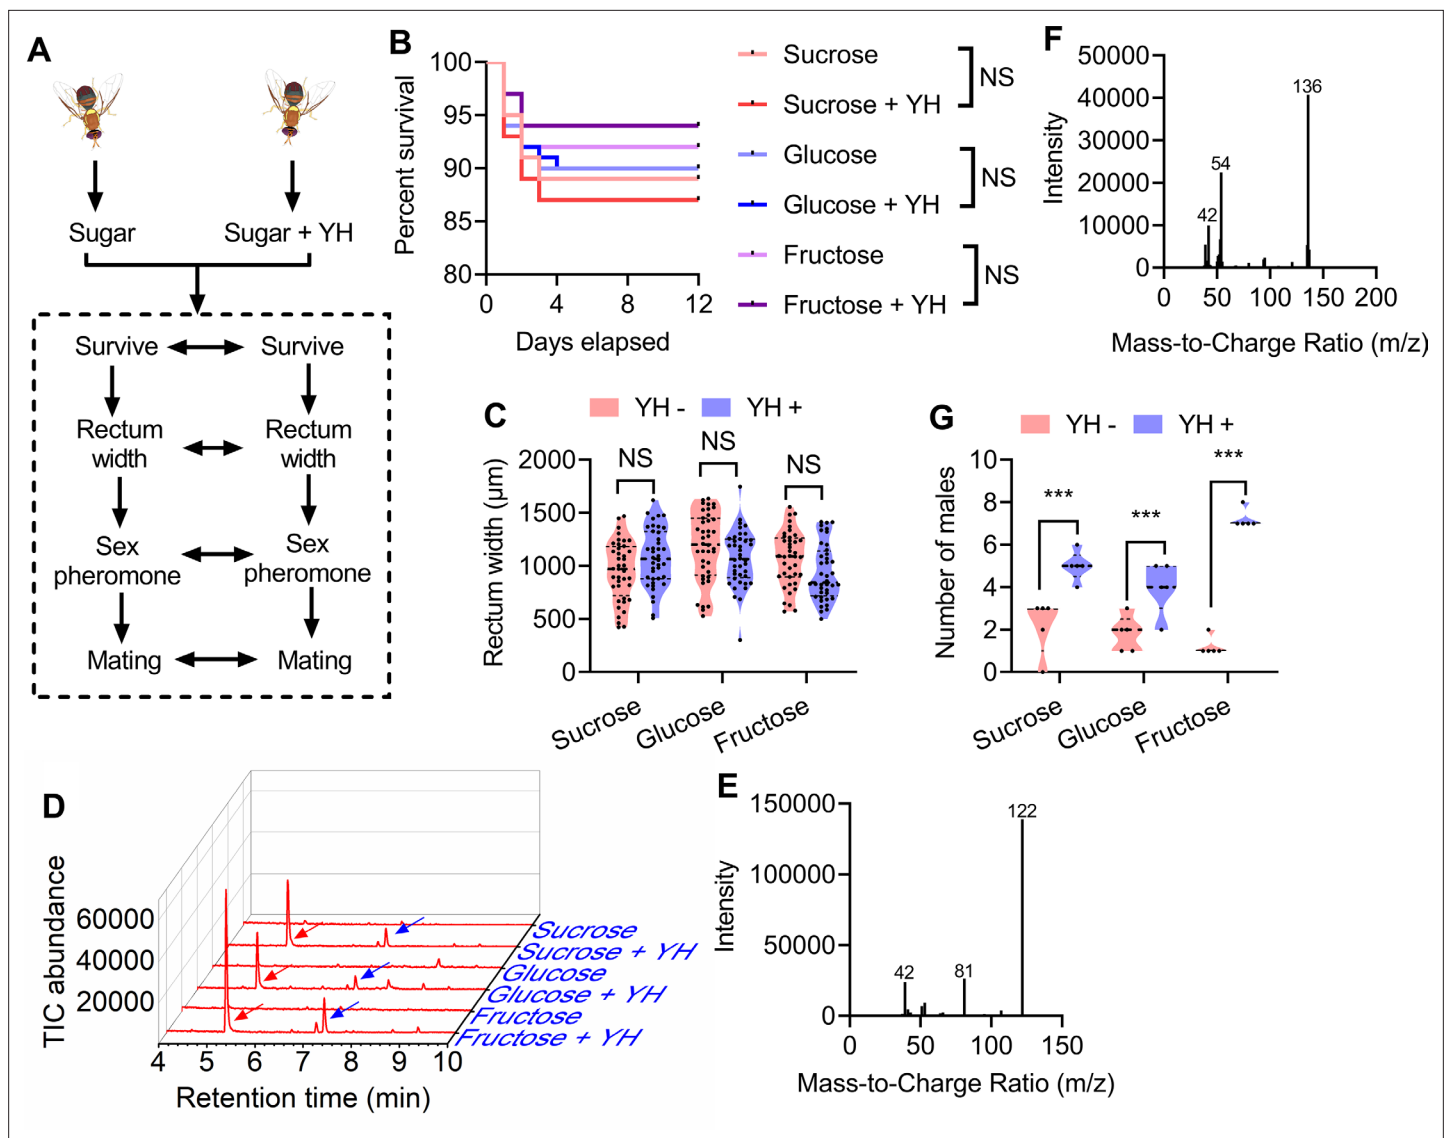 A
Sugar
Sugar + YH
Survive
Survive
Rectum
width
Rectum
width
Sex
pheromone
Sex
pheromone
Mating
Mating
B
Percent survival
100
95
90
85
80
0
4
8
12
Days elapsed
Sucrose
Sucrose + YH
NS
Glucose
Glucose + YH
NS
Fructose
Fructose + YH
NS
F
Intensity
50000
40000
30000
20000
10000
0
42
54
136
0
50
100
150
200
Mass-to-Charge Ratio (m/z)
C
YH -
YH +
Rectum width (μm)
2000
1500
1000
500
0
NS
NS
NS
Sucrose
Glucose
Fructose
G
YH -
YH +
Number of males
10
8
6
4
2
0
***
***
***
Sucrose
Glucose
Fructose
D
TIC abundance
60000
40000
20000
4
5
6
7
8
9
10
Retention time (min)
Sucrose
Sucrose + YH
Glucose
Glucose + YH
Fructose
Fructose + YH
E
Intensity
150000
100000
50000
0
42
81
122
0
50
100
150
Mass-to-Charge Ratio (m/z)